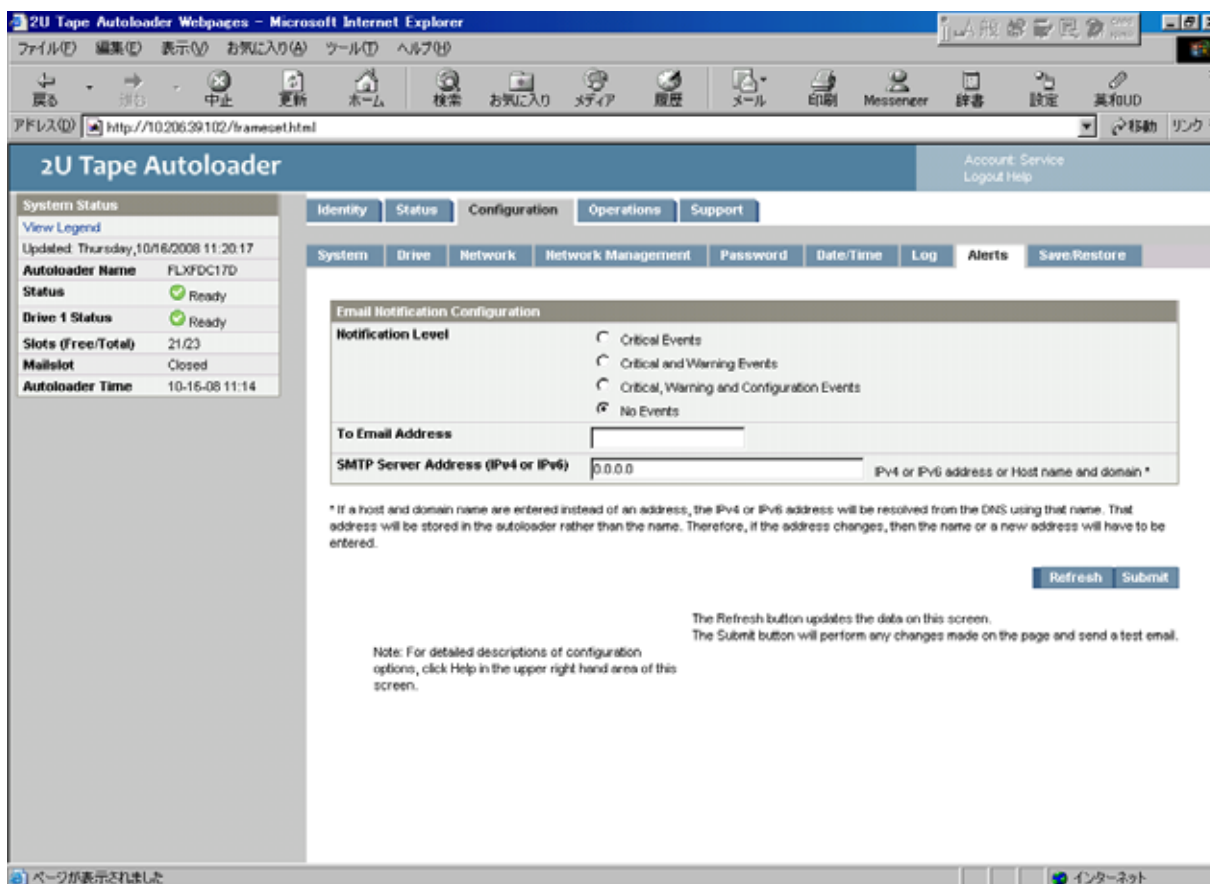 2U Tape Autoloader Webpages - Microsoft Internet Explorer
ファイル(F) 編集(E) 表示(V) お気に入り(A) ツール(T) ヘルプ(H)
戻る 進む 中止 更新 ホーム 検索 お気に入り メディア 履歴 メール 印刷 Messenger 辞書 設定 英和UD
アドレス(D) http://10.206.39.102/frameset.html 移動 リンク
2U Tape Autoloader
Account: Service
Logout Help
System Status
View Legend
Updated: Thursday,10/16/2008 11:20:17
Autoloader Name FLXFDC17D
Status Ready
Drive 1 Status Ready
Slots (Free/Total) 21/23
Mailslot Closed
Autoloader Time 10-16-08 11:14
Identity Status Configuration Operations Support
System Drive Network Network Management Password Date/Time Log Alerts Save/Restore
Email Notification Configuration
Notification Level
Critical Events
Critical and Warning Events
Critical, Warning and Configuration Events
No Events
To Email Address
SMTP Server Address (IPv4 or IPv6) 0.0.0.0 IPv4 or IPv6 address or Host name and domain *
* If a host and domain name are entered instead of an address, the IPv4 or IPv6 address will be resolved from the DNS using that name. That
address will be stored in the autoloader rather than the name. Therefore, if the address changes, then the name or a new address will have to be
entered.
Refresh Submit
The Refresh button updates the data on this screen.
The Submit button will perform any changes made on the page and send a test email.
Note: For detailed descriptions of configuration
options, click Help in the upper right hand area of this
screen.
ページが表示されました インターネット